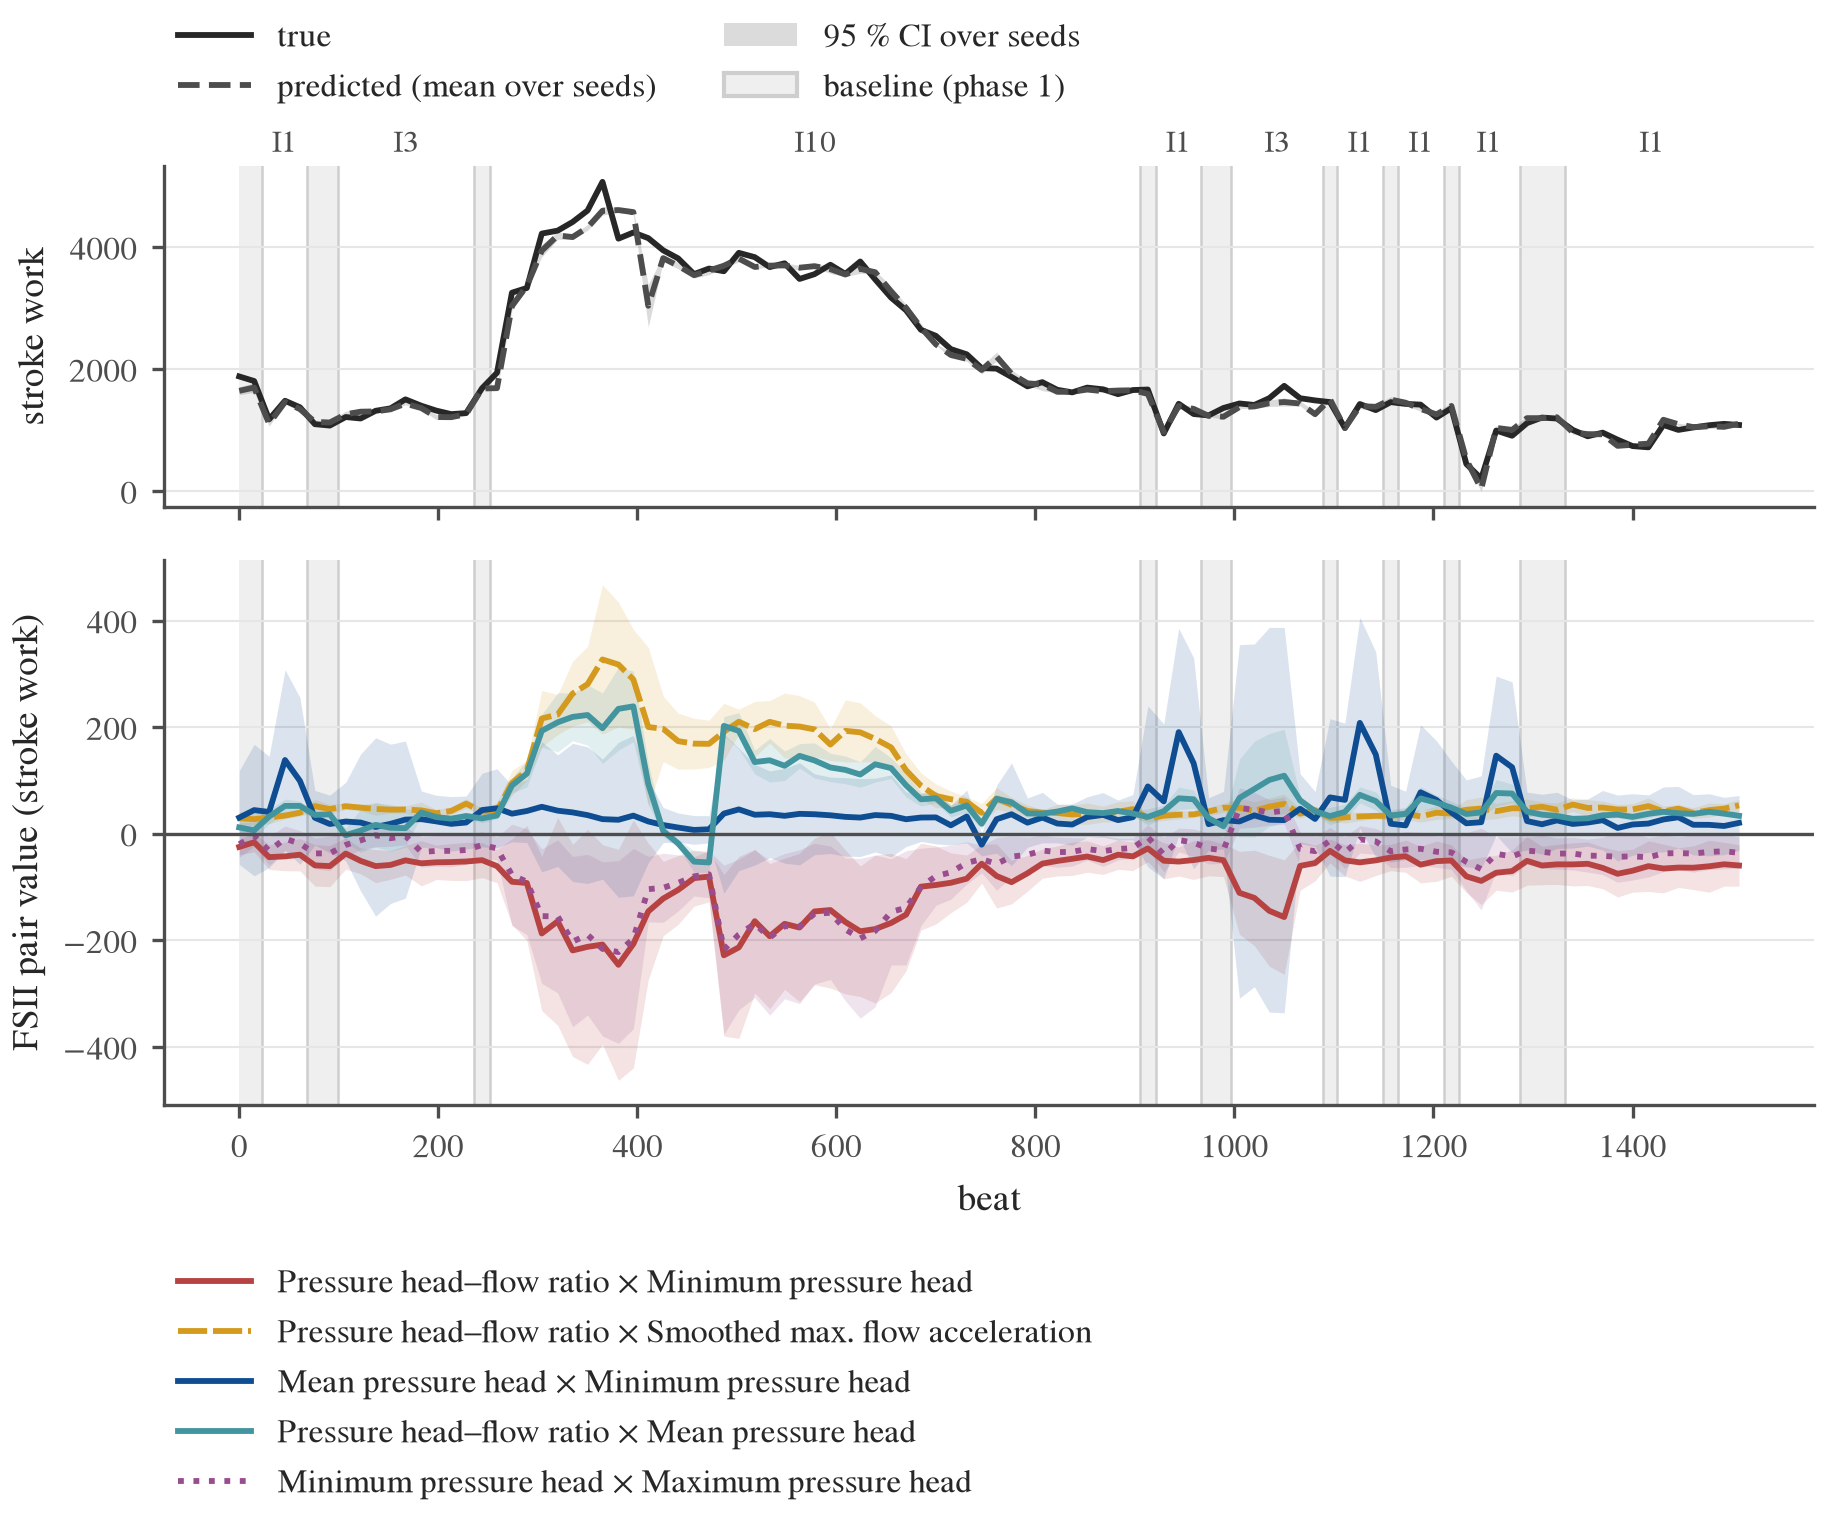 true
95 % CI over seeds
predicted (mean over seeds)
baseline (phase 1)
I1 I3 I10 I1 I3 I1 I1 I1 I1
stroke work
4000
2000
0
FSII pair value (stroke work)
400
200
0
−200
−400
0 200 400 600 800 1000 1200 1400
beat
Pressure head–flow ratio × Minimum pressure head
Pressure head–flow ratio × Smoothed max. flow acceleration
Mean pressure head × Minimum pressure head
Pressure head–flow ratio × Mean pressure head
Minimum pressure head × Maximum pressure head